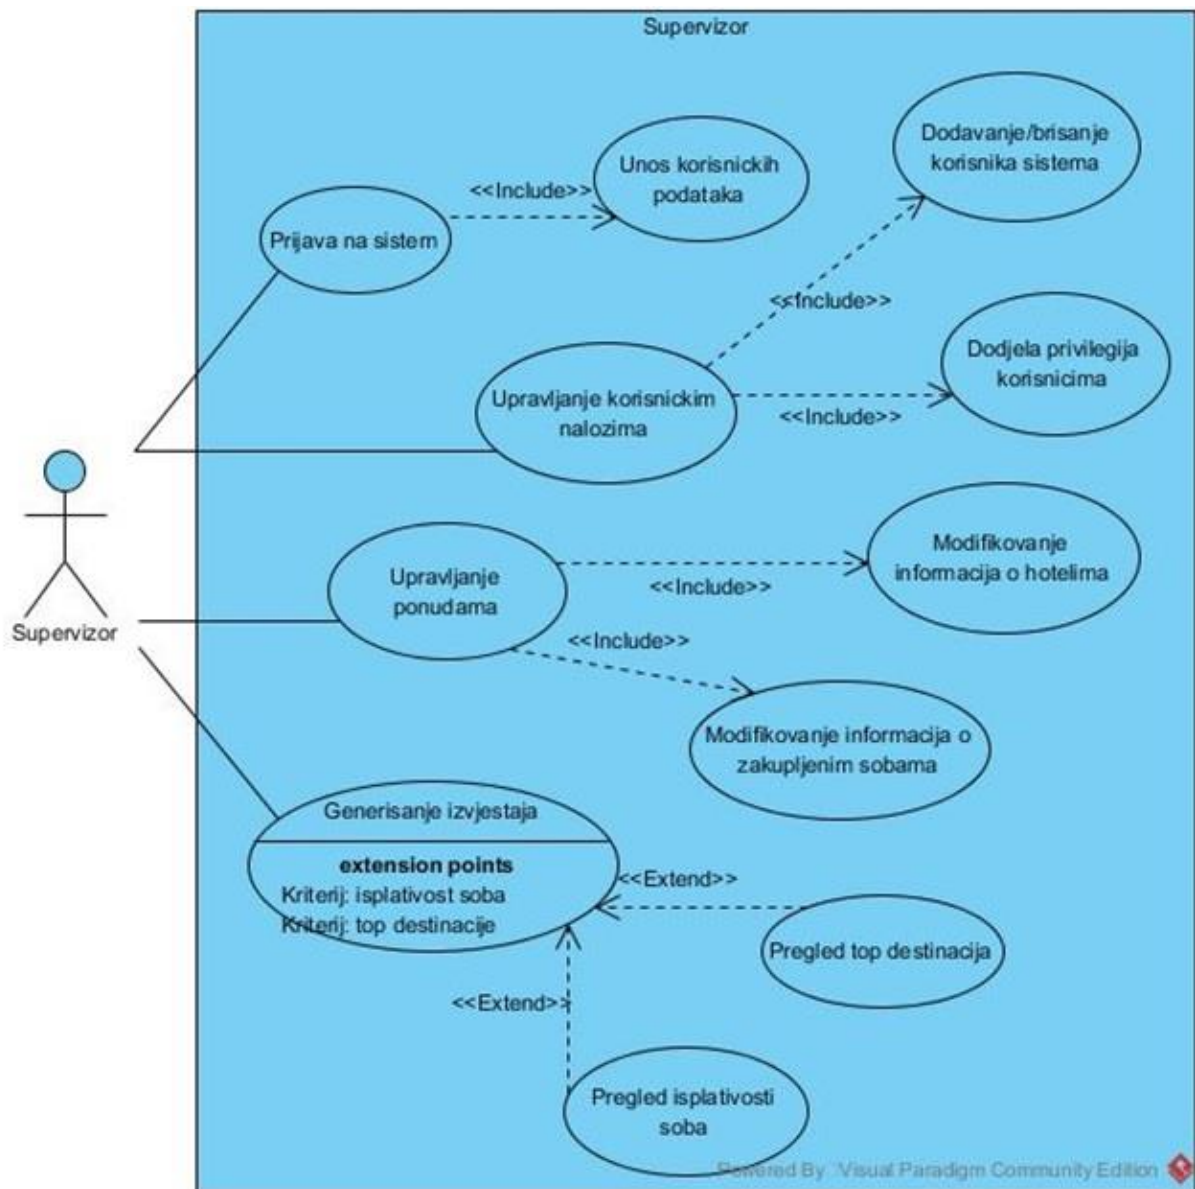 Supervizor
Dodavanje/brisanje
korisnika sistema
Unos korisnickih
podataka
<<Include>>
Prijava na sistem
<<Include>>
Dodjela privilegija
korisnicima
Upravljanje korisnickim
nalozima
<<Include>>
Supervizor
Modifikovanje
informacija o hotelima
Upravljanje
ponudama
<<Include>>
<<Include>>
Modifikovanje informacija o
zakupljenim sobama
Generisanje izvjestaja
extension points
Kriterij: isplativost soba
Kriterij: top destinacije
<<Extend>>
Pregled top destinacija
<<Extend>>
Pregled isplativosti
soba
Powered By Visual Paradigm Community Edition